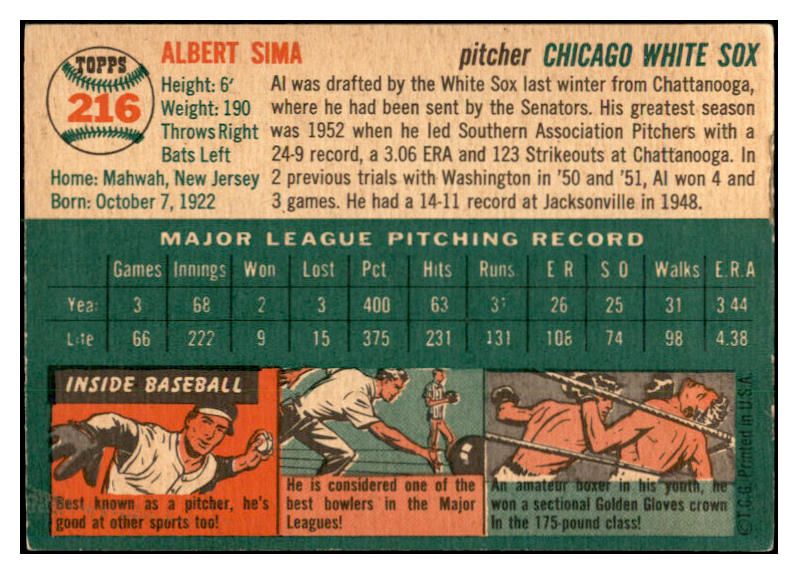 TOPPS
216
ALBERT SIMA
pitcher CHICAGO WHITE SOX
Height: 6'
Weight: 190
Throws Right
Bats Left
Home: Mahwah, New Jersey
Born: October 7, 1922
Al was drafted by the White Sox last winter from Chattanooga,
where he had been sent by the Senators. His greatest season
was 1952 when he led Southern Association Pitchers with a
24-9 record, a 3.06 ERA and 123 Strikeouts at Chattanooga. In
2 previous trials with Washington in '50 and '51, Al won 4 and
3 games. He had a 14-11 record at Jacksonville in 1948.
MAJOR LEAGUE PITCHING RECORD
Games Innings Won Lost Pct Hits Runs E R S O Walks E.R.A
Year 3 68 2 3 400 63 26 25 31 3 44
Life 66 222 9 15 375 231 131 108 74 98 4.38
INSIDE BASEBALL
Best known as a pitcher, he's
good at other sports too!
He is considered one of the
best bowlers in the Major
Leagues!
An amateur boxer in his youth, he
won a sectional Golden Gloves crown
In the 175-pound class!
© T.C.G. Printed in U.S.A.